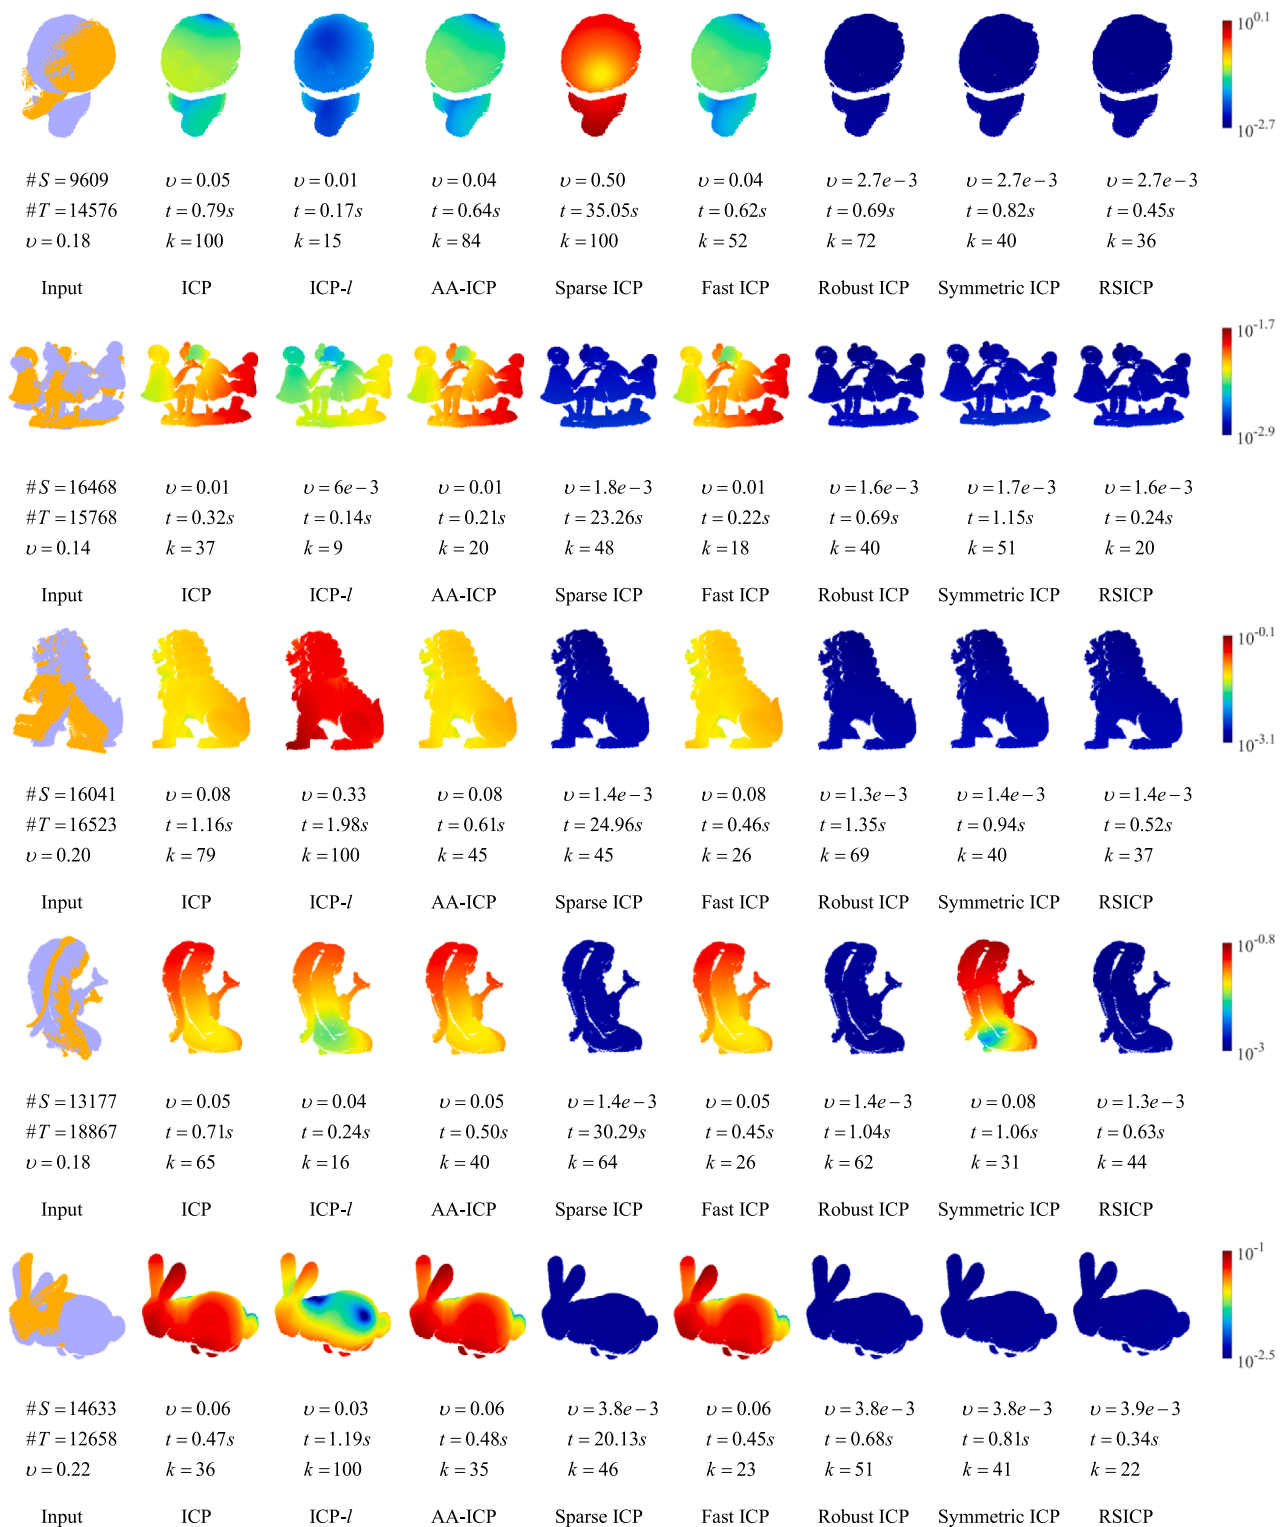 10^0.1
10^-2.7
#S = 9609 υ = 0.05 υ = 0.01 υ = 0.04 υ = 0.50 υ = 0.04 υ = 2.7e−3 υ = 2.7e−3 υ = 2.7e−3
#T = 14576 t = 0.79s t = 0.17s t = 0.64s t = 35.05s t = 0.62s t = 0.69s t = 0.82s t = 0.45s
υ = 0.18 k = 100 k = 15 k = 84 k = 100 k = 52 k = 72 k = 40 k = 36
Input ICP ICP-l AA-ICP Sparse ICP Fast ICP Robust ICP Symmetric ICP RSICP
10^-1.7
10^-2.9
#S = 16468 υ = 0.01 υ = 6e−3 υ = 0.01 υ = 1.8e−3 υ = 0.01 υ = 1.6e−3 υ = 1.7e−3 υ = 1.6e−3
#T = 15768 t = 0.32s t = 0.14s t = 0.21s t = 23.26s t = 0.22s t = 0.69s t = 1.15s t = 0.24s
υ = 0.14 k = 37 k = 9 k = 20 k = 48 k = 18 k = 40 k = 51 k = 20
Input ICP ICP-l AA-ICP Sparse ICP Fast ICP Robust ICP Symmetric ICP RSICP
10^-0.1
10^-3.1
#S = 16041 υ = 0.08 υ = 0.33 υ = 0.08 υ = 1.4e−3 υ = 0.08 υ = 1.3e−3 υ = 1.4e−3 υ = 1.4e−3
#T = 16523 t = 1.16s t = 1.98s t = 0.61s t = 24.96s t = 0.46s t = 1.35s t = 0.94s t = 0.52s
υ = 0.20 k = 79 k = 100 k = 45 k = 45 k = 26 k = 69 k = 40 k = 37
Input ICP ICP-l AA-ICP Sparse ICP Fast ICP Robust ICP Symmetric ICP RSICP
10^-0.8
10^-3
#S = 13177 υ = 0.05 υ = 0.04 υ = 0.05 υ = 1.4e−3 υ = 0.05 υ = 1.4e−3 υ = 0.08 υ = 1.3e−3
#T = 18867 t = 0.71s t = 0.24s t = 0.50s t = 30.29s t = 0.45s t = 1.04s t = 1.06s t = 0.63s
υ = 0.18 k = 65 k = 16 k = 40 k = 64 k = 26 k = 62 k = 31 k = 44
Input ICP ICP-l AA-ICP Sparse ICP Fast ICP Robust ICP Symmetric ICP RSICP
10^-1
10^-2.5
#S = 14633 υ = 0.06 υ = 0.03 υ = 0.06 υ = 3.8e−3 υ = 0.06 υ = 3.8e−3 υ = 3.8e−3 υ = 3.9e−3
#T = 12658 t = 0.47s t = 1.19s t = 0.48s t = 20.13s t = 0.45s t = 0.68s t = 0.81s t = 0.34s
υ = 0.22 k = 36 k = 100 k = 35 k = 46 k = 23 k = 51 k = 41 k = 22
Input ICP ICP-l AA-ICP Sparse ICP Fast ICP Robust ICP Symmetric ICP RSICP